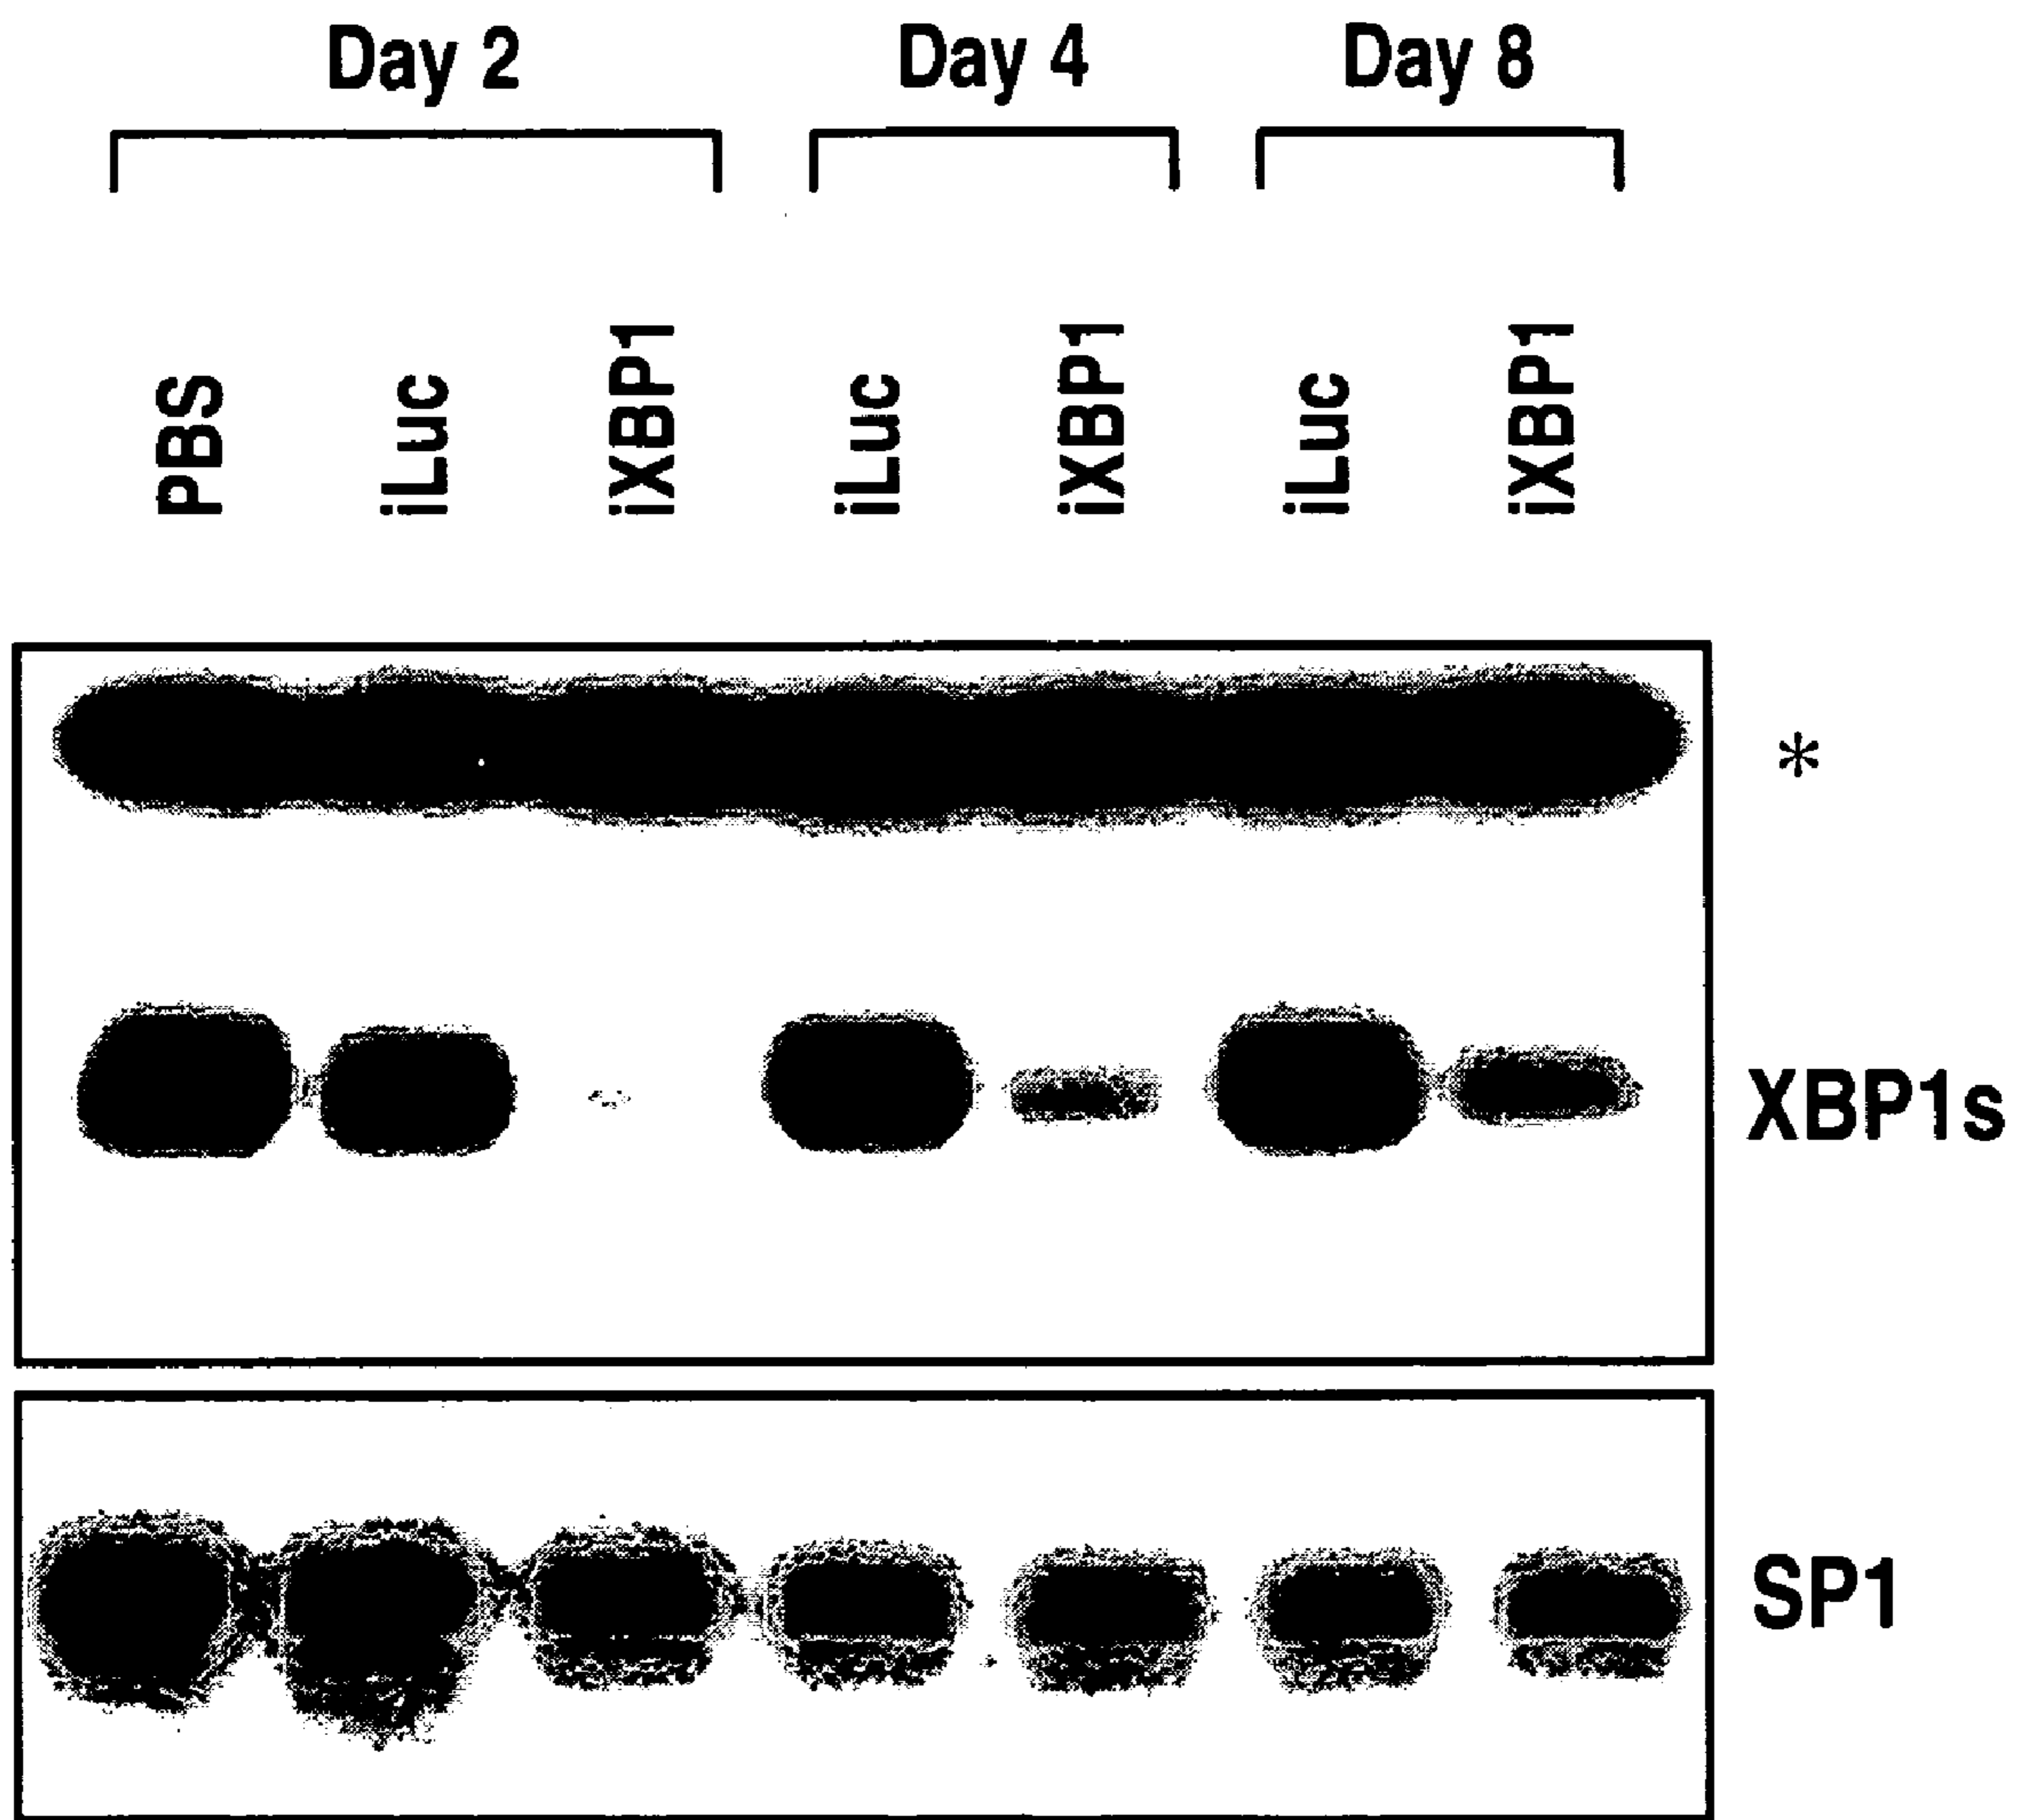 Day 2 Day 4 Day 8
PBS iLuc iXBP1 iLuc iXBP1 iLuc iXBP1
*
XBP1s
SP1